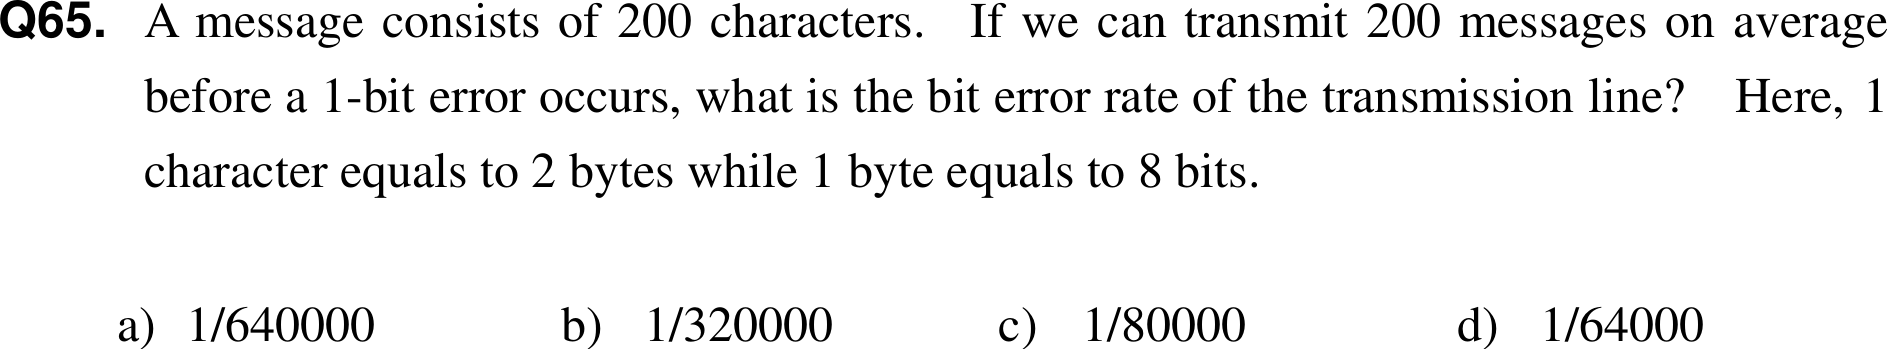 Q65. A message consists of 200 characters. If we can transmit 200 messages on average
before a 1-bit error occurs, what is the bit error rate of the transmission line? Here, 1
character equals to 2 bytes while 1 byte equals to 8 bits.
a) 1/640000 b) 1/320000 c) 1/80000 d) 1/64000